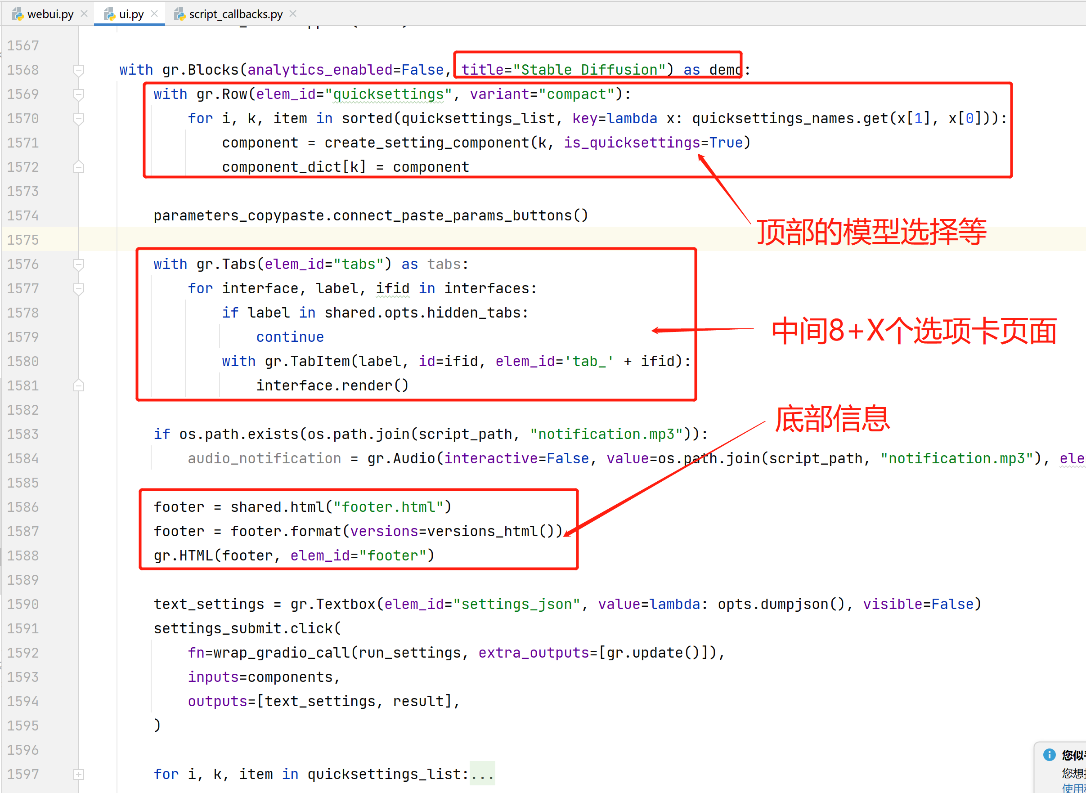 webui.py ui.py script_callbacks.py
1567
1568 with gr.Blocks(analytics_enabled=False, title="Stable Diffusion") as demo:
1569 with gr.Row(elem_id="quicksettings", variant="compact"):
1570 for i, k, item in sorted(quicksettings_list, key=lambda x: quicksettings_names.get(x[1], x[0])):
1571 component = create_setting_component(k, is_quicksettings=True)
1572 component_dict[k] = component
1573
1574 parameters_copypaste.connect_paste_params_buttons()
顶部的模型选择等
1575
1576 with gr.Tabs(elem_id="tabs") as tabs:
1577 for interface, label, ifid in interfaces:
1578 if label in shared.opts.hidden_tabs:
1579 continue
中间8+X个选项卡页面
1580 with gr.TabItem(label, id=ifid, elem_id='tab_' + ifid):
1581 interface.render()
1582
底部信息
1583 if os.path.exists(os.path.join(script_path, "notification.mp3")):
1584 audio_notification = gr.Audio(interactive=False, value=os.path.join(script_path, "notification.mp3"), ele
1585
1586 footer = shared.html("footer.html")
1587 footer = footer.format(versions=versions_html())
1588 gr.HTML(footer, elem_id="footer")
1589
1590 text_settings = gr.Textbox(elem_id="settings_json", value=lambda: opts.dumpjson(), visible=False)
1591 settings_submit.click(
1592 fn=wrap_gradio_call(run_settings, extra_outputs=[gr.update()]),
1593 inputs=components,
1594 outputs=[text_settings, result],
1595 )
1596
1597 for i, k, item in quicksettings_list:...
您似
您想
使用